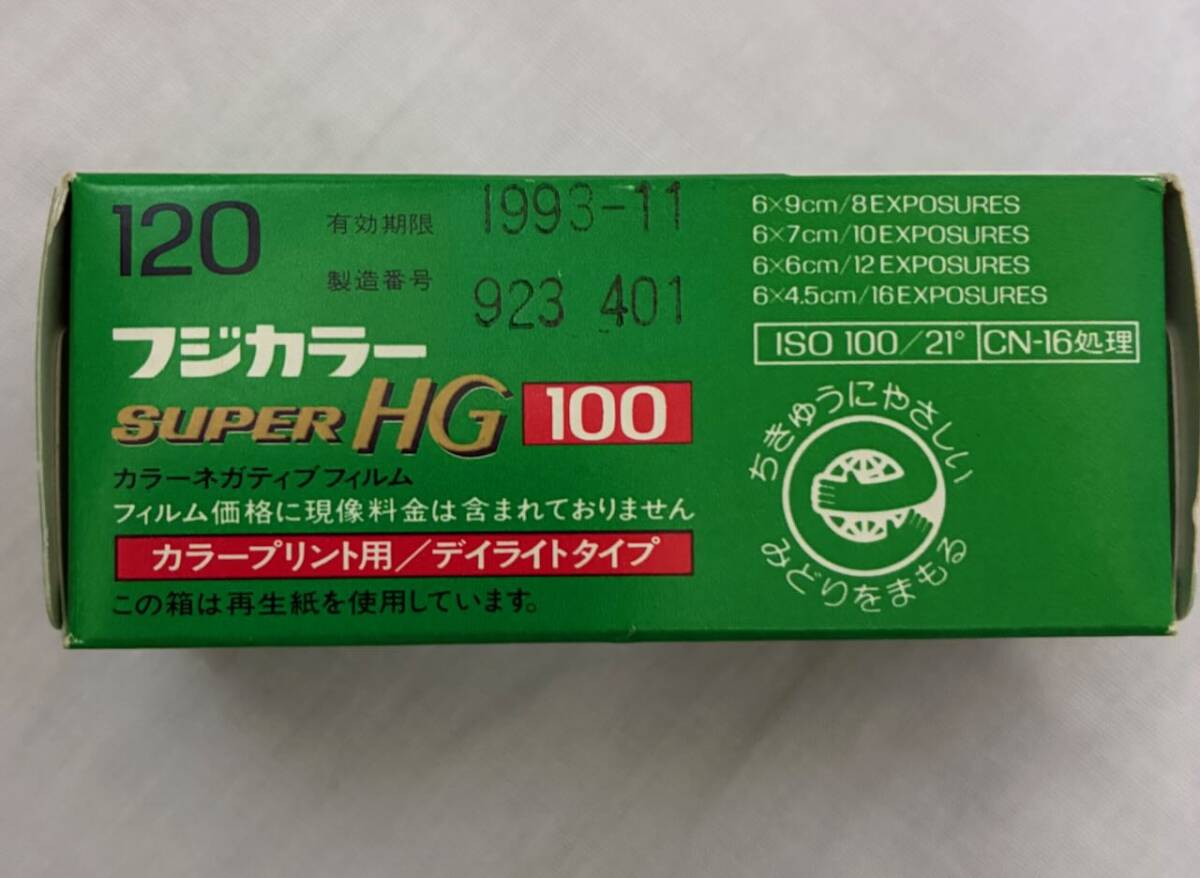 120
有効期限 1993-11
製造番号 923 401
フジカラー
SUPER HG 100
カラーネガティブフィルム
フィルム価格に現像料金は含まれておりません
カラープリント用/デイライトタイプ
この箱は再生紙を使用しています。
6×9cm/8EXPOSURES
6×7cm/10EXPOSURES
6×6cm/12EXPOSURES
6×4.5cm/16EXPOSURES
ISO 100/21° CN-16処理
ちきゅうにやさしい
みどりをまもる